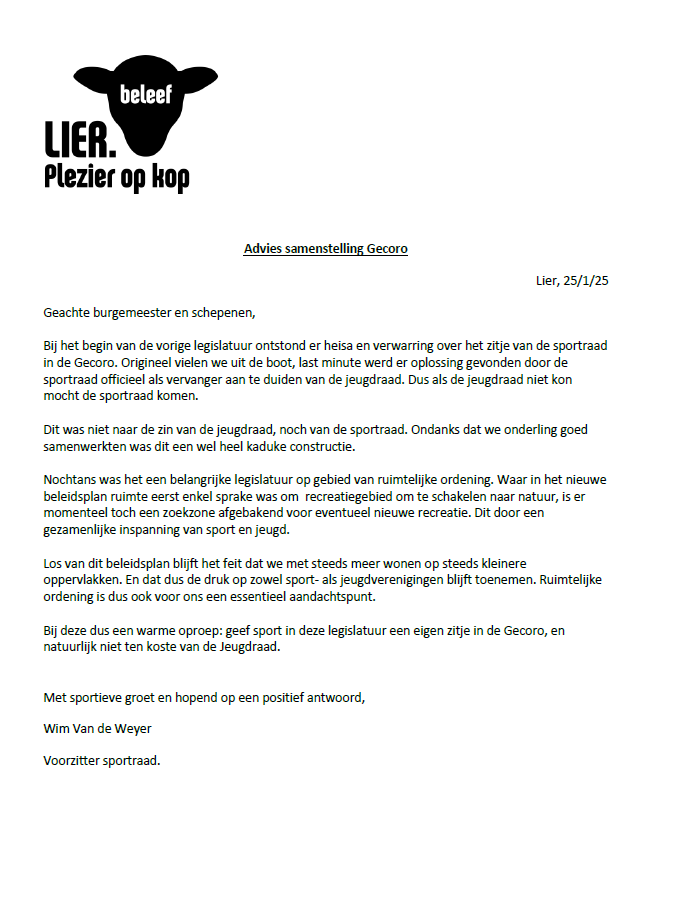 beleef
LIER.
Plezier op kop
Advies samenstelling Gecoro
Lier, 25/1/25
Geachte burgemeester en schepenen,
Bij het begin van de vorige legislatuur ontstond er heisa en verwarring over het zitje van de sportraad
in de Gecoro. Origineel vielen we uit de boot, last minute werd er oplossing gevonden door de
sportraad officieel als vervanger aan te duiden van de jeugdraad. Dus als de jeugdraad niet kon
mocht de sportraad komen.
Dit was niet naar de zin van de jeugdraad, noch van de sportraad. Ondanks dat we onderling goed
samenwerkten was dit een wel heel kaduke constructie.
Nochtans was het een belangrijke legislatuur op gebied van ruimtelijke ordening. Waar in het nieuwe
beleidsplan ruimte eerst enkel sprake was om  recreatiegebied om te schakelen naar natuur, is er
momenteel toch een zoekzone afgebakend voor eventueel nieuwe recreatie. Dit door een
gezamenlijke inspanning van sport en jeugd.
Los van dit beleidsplan blijft het feit dat we met steeds meer wonen op steeds kleinere
oppervlakken. En dat dus de druk op zowel sport- als jeugdverenigingen blijft toenemen. Ruimtelijke
ordening is dus ook voor ons een essentieel aandachtspunt.
Bij deze dus een warme oproep: geef sport in deze legislatuur een eigen zitje in de Gecoro, en
natuurlijk niet ten koste van de Jeugdraad.
Met sportieve groet en hopend op een positief antwoord,
Wim Van de Weyer
Voorzitter sportraad.